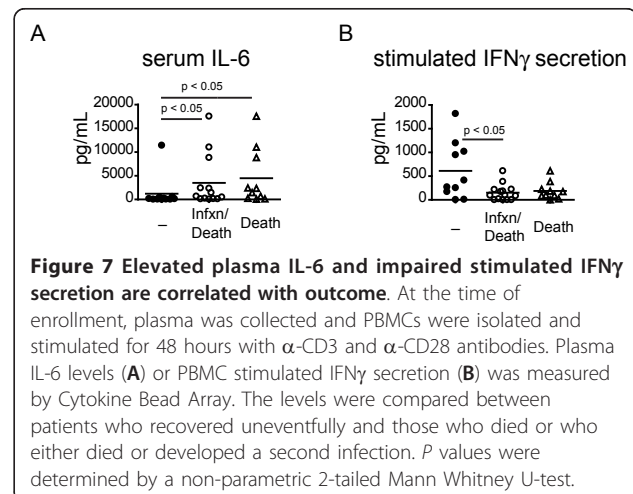 A
serum IL-6
p < 0.05
p < 0.05
20000
15000
10000
5000
0
pg/mL
–
Infxn/
Death
Death
B
stimulated IFNγ secretion
2000
1000
0
pg/mL
p < 0.05
–
Infxn/
Death
Death
Figure 7 Elevated plasma IL-6 and impaired stimulated IFNγ
secretion are correlated with outcome. At the time of
enrollment, plasma was collected and PBMCs were isolated and
stimulated for 48 hours with α-CD3 and α-CD28 antibodies. Plasma
IL-6 levels (A) or PBMC stimulated IFNγ secretion (B) was measured
by Cytokine Bead Array. The levels were compared between
patients who recovered uneventfully and those who died or who
either died or developed a second infection. P values were
determined by a non-parametric 2-tailed Mann Whitney U-test.